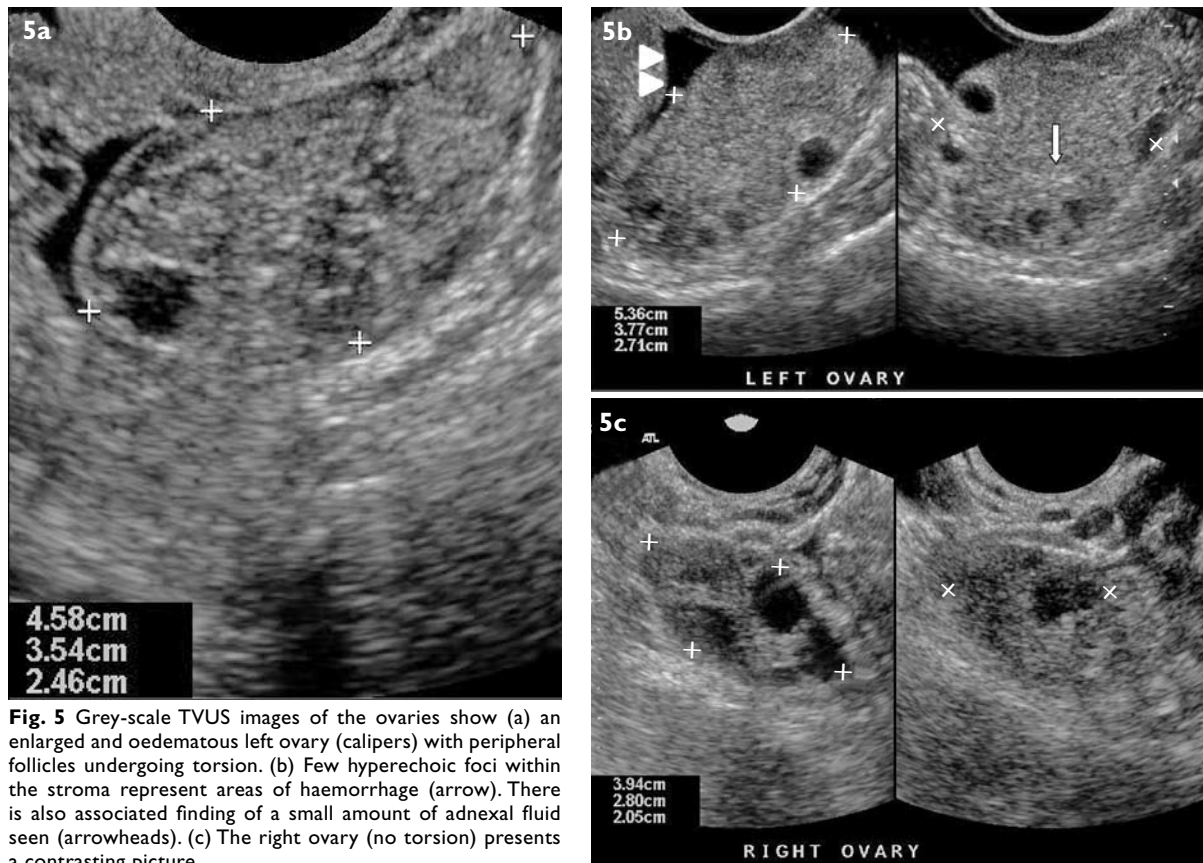 5a
4.58cm
3.54cm
2.46cm
Fig. 5 Grey-scale TVUS images of the ovaries show (a) an
enlarged and oedematous left ovary (calipers) with peripheral
follicles undergoing torsion. (b) Few hyperechoic foci within
the stroma represent areas of haemorrhage (arrow). There
is also associated finding of a small amount of adnexal fluid
seen (arrowheads). (c) The right ovary (no torsion) presents
a contrasting picture.
5b
5.36cm
3.77cm
2.71cm
LEFT OVARY
5c
ATL
3.94cm
2.80cm
2.05cm
RIGHT OVARY